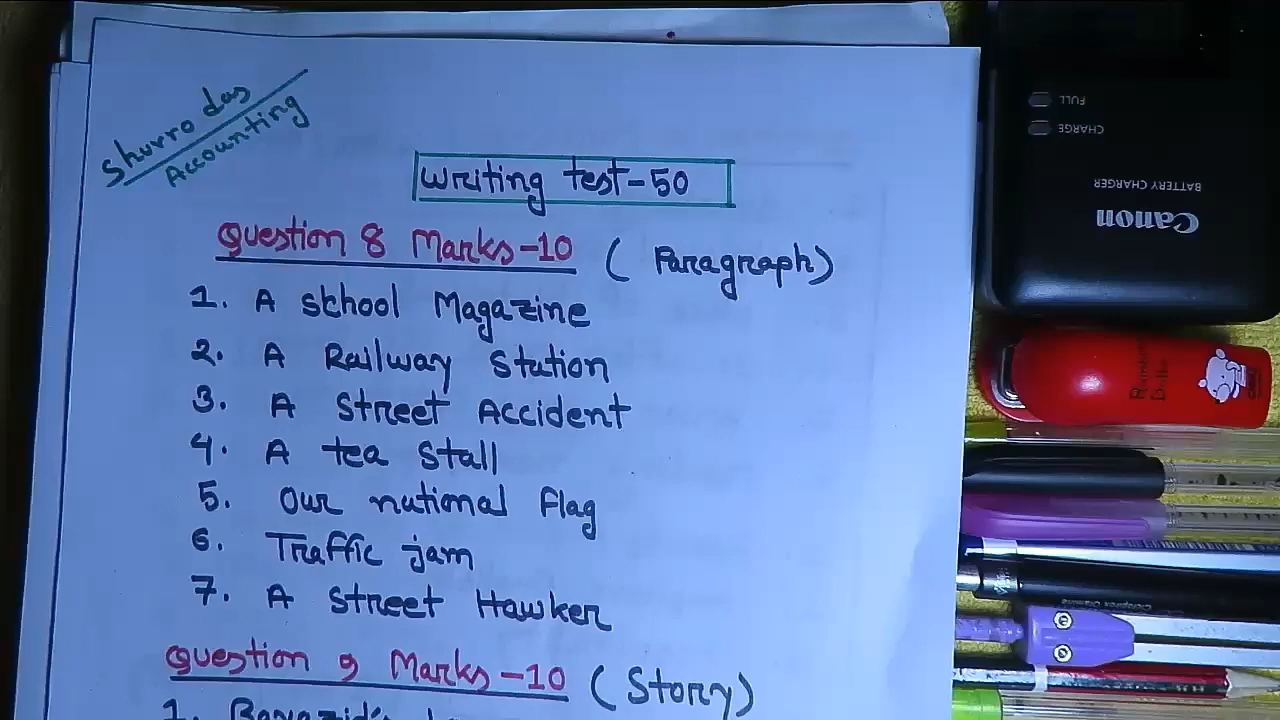 Shurro das
Accounting
Writing test-50
Question 8 Marks-10 (Paragraph)
1. A school Magazine
2. A Railway Station
3. A Street Accident
4. A tea Stall
5. Our national Flag
6. Traffic jam
7. A Street Hawker
Question 9 Marks-10 (Story)
1.
FULL
CHARGE
BATTERY CHARGER
Canon